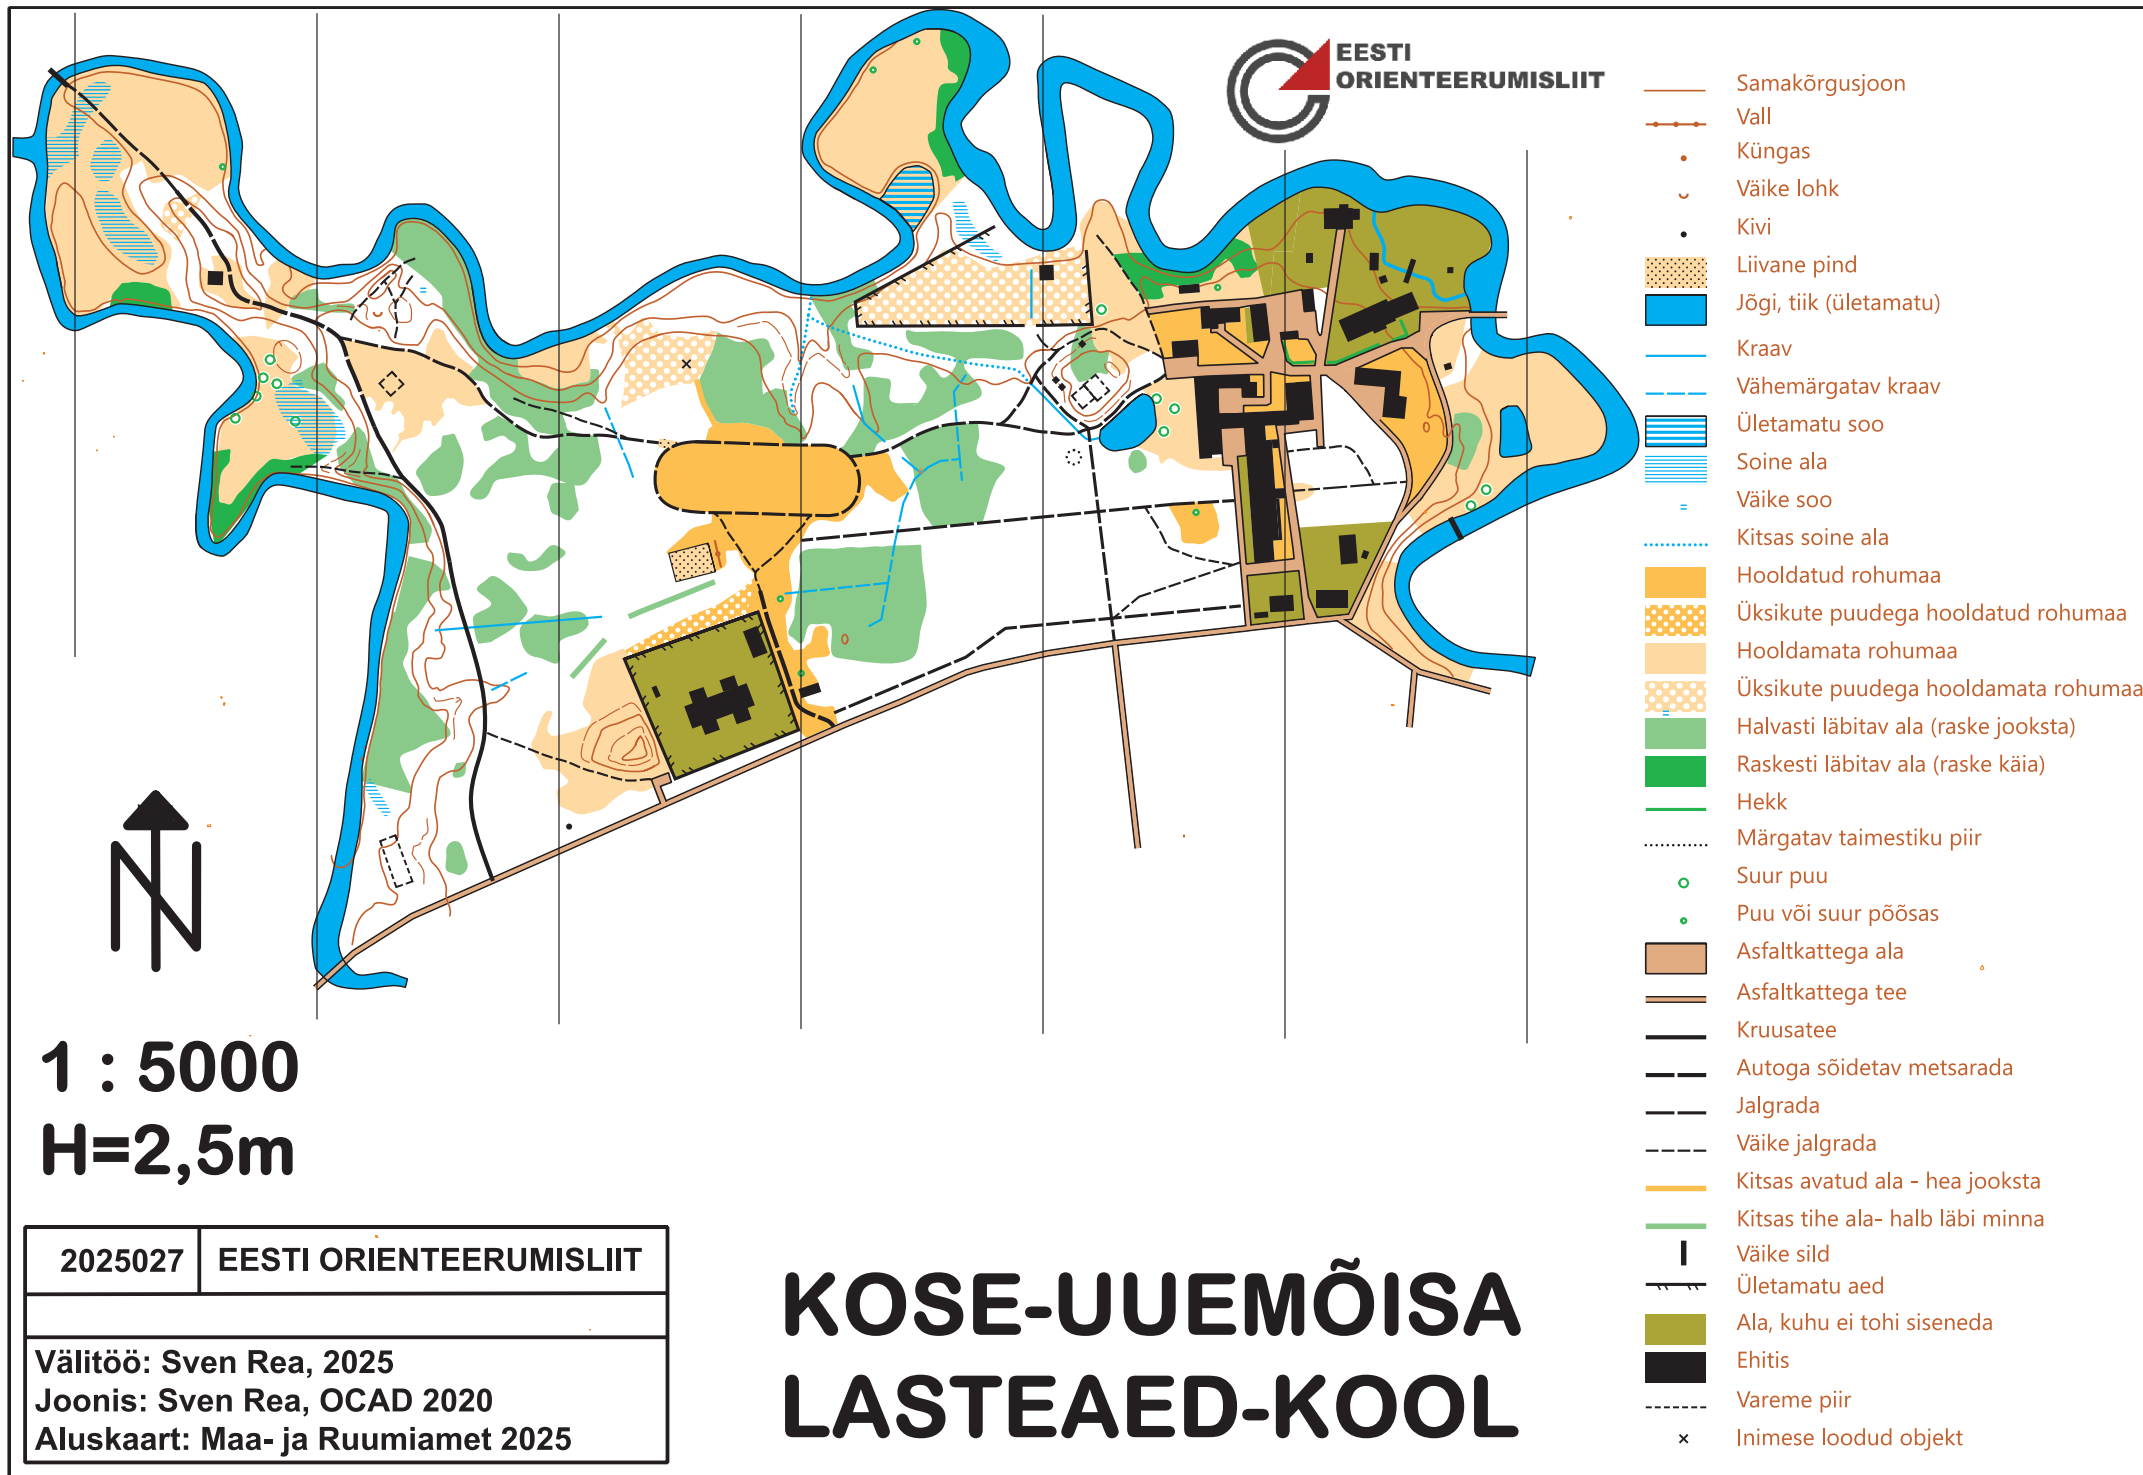 EESTI
ORIENTEERUMISLIIT
Samakõrgusjoon
Vall
Küngas
Väike lohk
Kivi
Liivane pind
Jõgi, tiik (ületamatu)
Kraav
Vähemärgatav kraav
Ületamatu soo
Soine ala
Väike soo
Kitsas soine ala
Hooldatud rohumaa
Üksikute puudega hooldatud rohumaa
Hooldamata rohumaa
Üksikute puudega hooldamata rohumaa
Halvasti läbitav ala (raske jooksta)
Raskesti läbitav ala (raske käia)
Hekk
Märgatav taimestiku piir
Suur puu
Puu või suur põõsas
Asfaltkattega ala
Asfaltkattega tee
Kruusatee
Autoga sõidetav metsarada
Jalgrada
Väike jalgrada
Kitsas avatud ala - hea jooksta
Kitsas tihe ala- halb läbi minna
Väike sild
Ületamatu aed
Ala, kuhu ei tohi siseneda
Ehitis
Vareme piir
Inimese loodud objekt
N
1 : 5000
H=2,5m
2025027 EESTI ORIENTEERUMISLIIT
Välitöö: Sven Rea, 2025
Joonis: Sven Rea, OCAD 2020
Aluskaart: Maa- ja Ruumiamet 2025
KOSE-UUEMÕISA
LASTEAED-KOOL